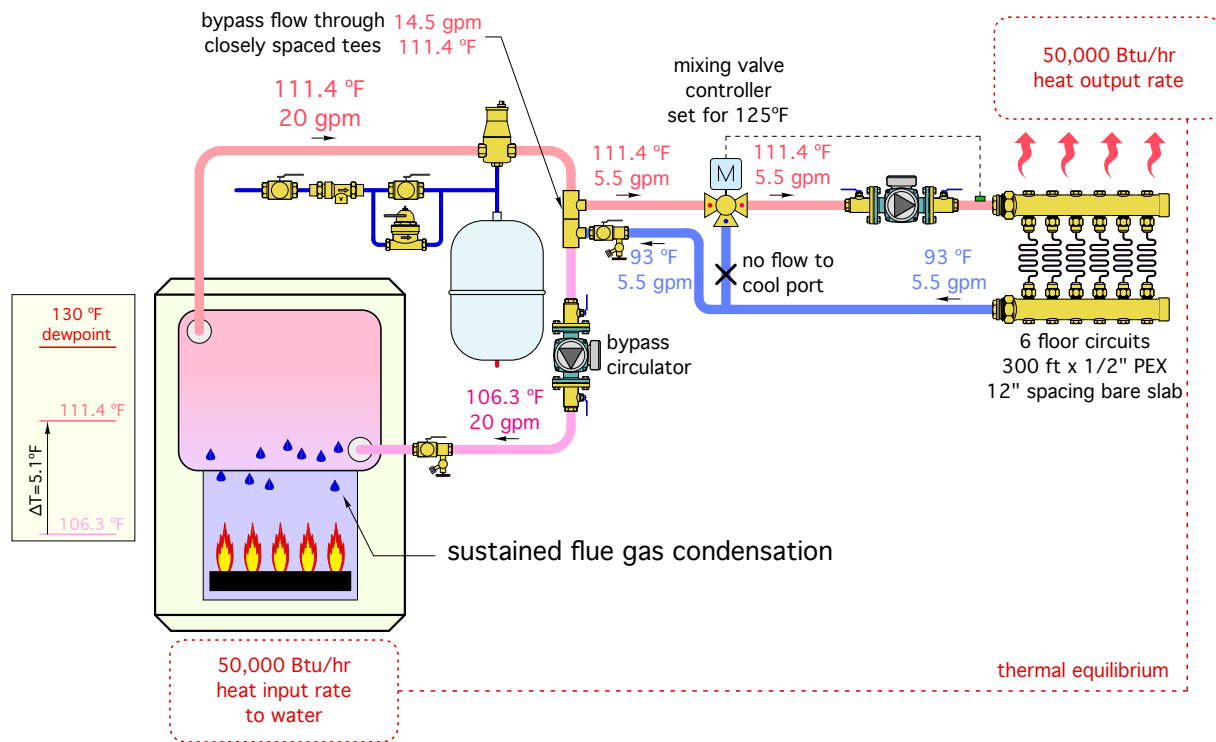 bypass flow through
closely spaced tees
14.5 gpm
111.4 ºF
111.4 ºF
20 gpm
mixing valve
controller
set for 125ºF
50,000 Btu/hr
heat output rate
111.4 ºF
5.5 gpm
M
111.4 ºF
5.5 gpm
93 ºF
5.5 gpm
no flow to
cool port
93 ºF
5.5 gpm
130 ºF
dewpoint
111.4 ºF
ΔT=5.1ºF
106.3 ºF
bypass
circulator
106.3 ºF
20 gpm
6 floor circuits
300 ft x 1/2" PEX
12" spacing bare slab
sustained flue gas condensation
50,000 Btu/hr
heat input rate
to water
thermal equilibrium